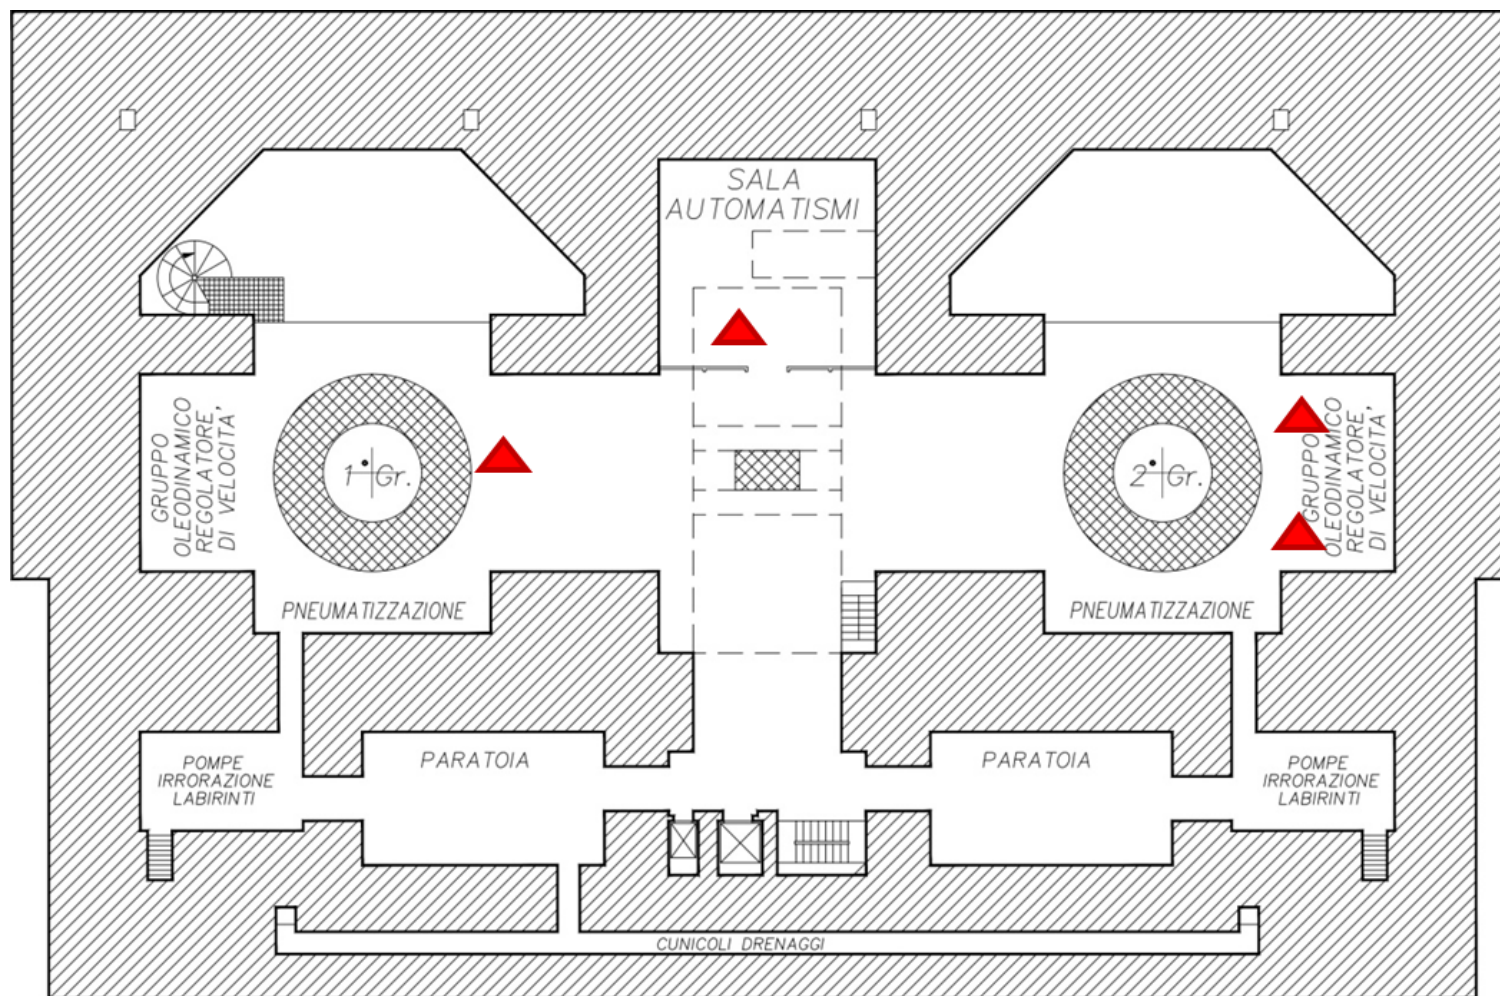 SALA
AUTOMATISMI
GRUPPO
OLEODINAMICO
REGOLATORE,
DI VELOCITA'
1 Gr.
2 Gr.
GRUPPO
OLEODINAMICO
REGOLATORE,
DI VELOCITA'
PNEUMATIZZAZIONE
PNEUMATIZZAZIONE
POMPE
IRRORAZIONE
LABIRINTI
PARATOIA
PARATOIA
POMPE
IRRORAZIONE
LABIRINTI
CUNICOLI DRENAGGI